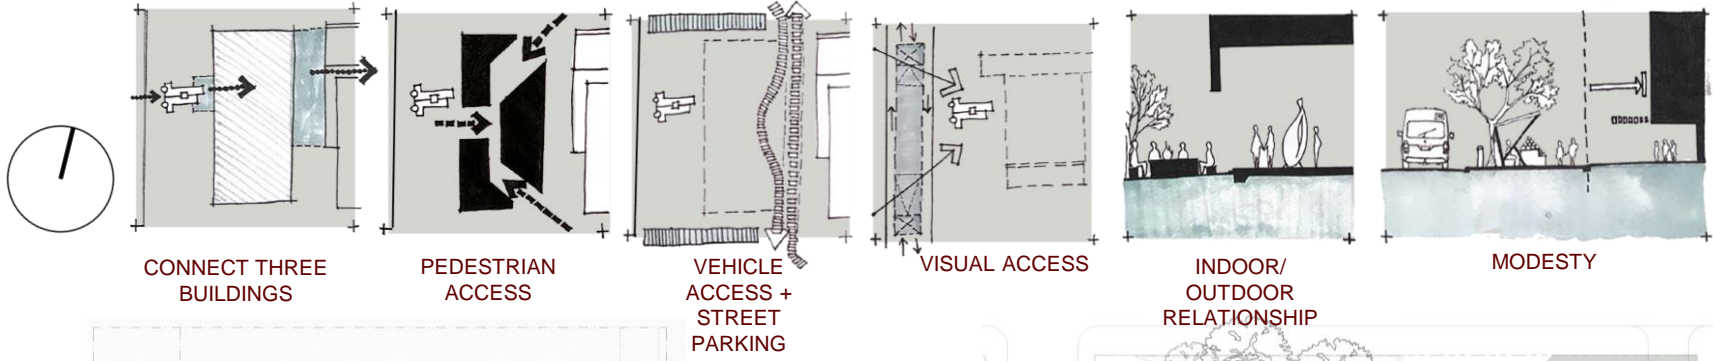 CONNECT THREE
BUILDINGS
PEDESTRIAN
ACCESS
VEHICLE
ACCESS +
STREET
PARKING
VISUAL ACCESS
INDOOR/
OUTDOOR
RELATIONSHIP
MODESTY